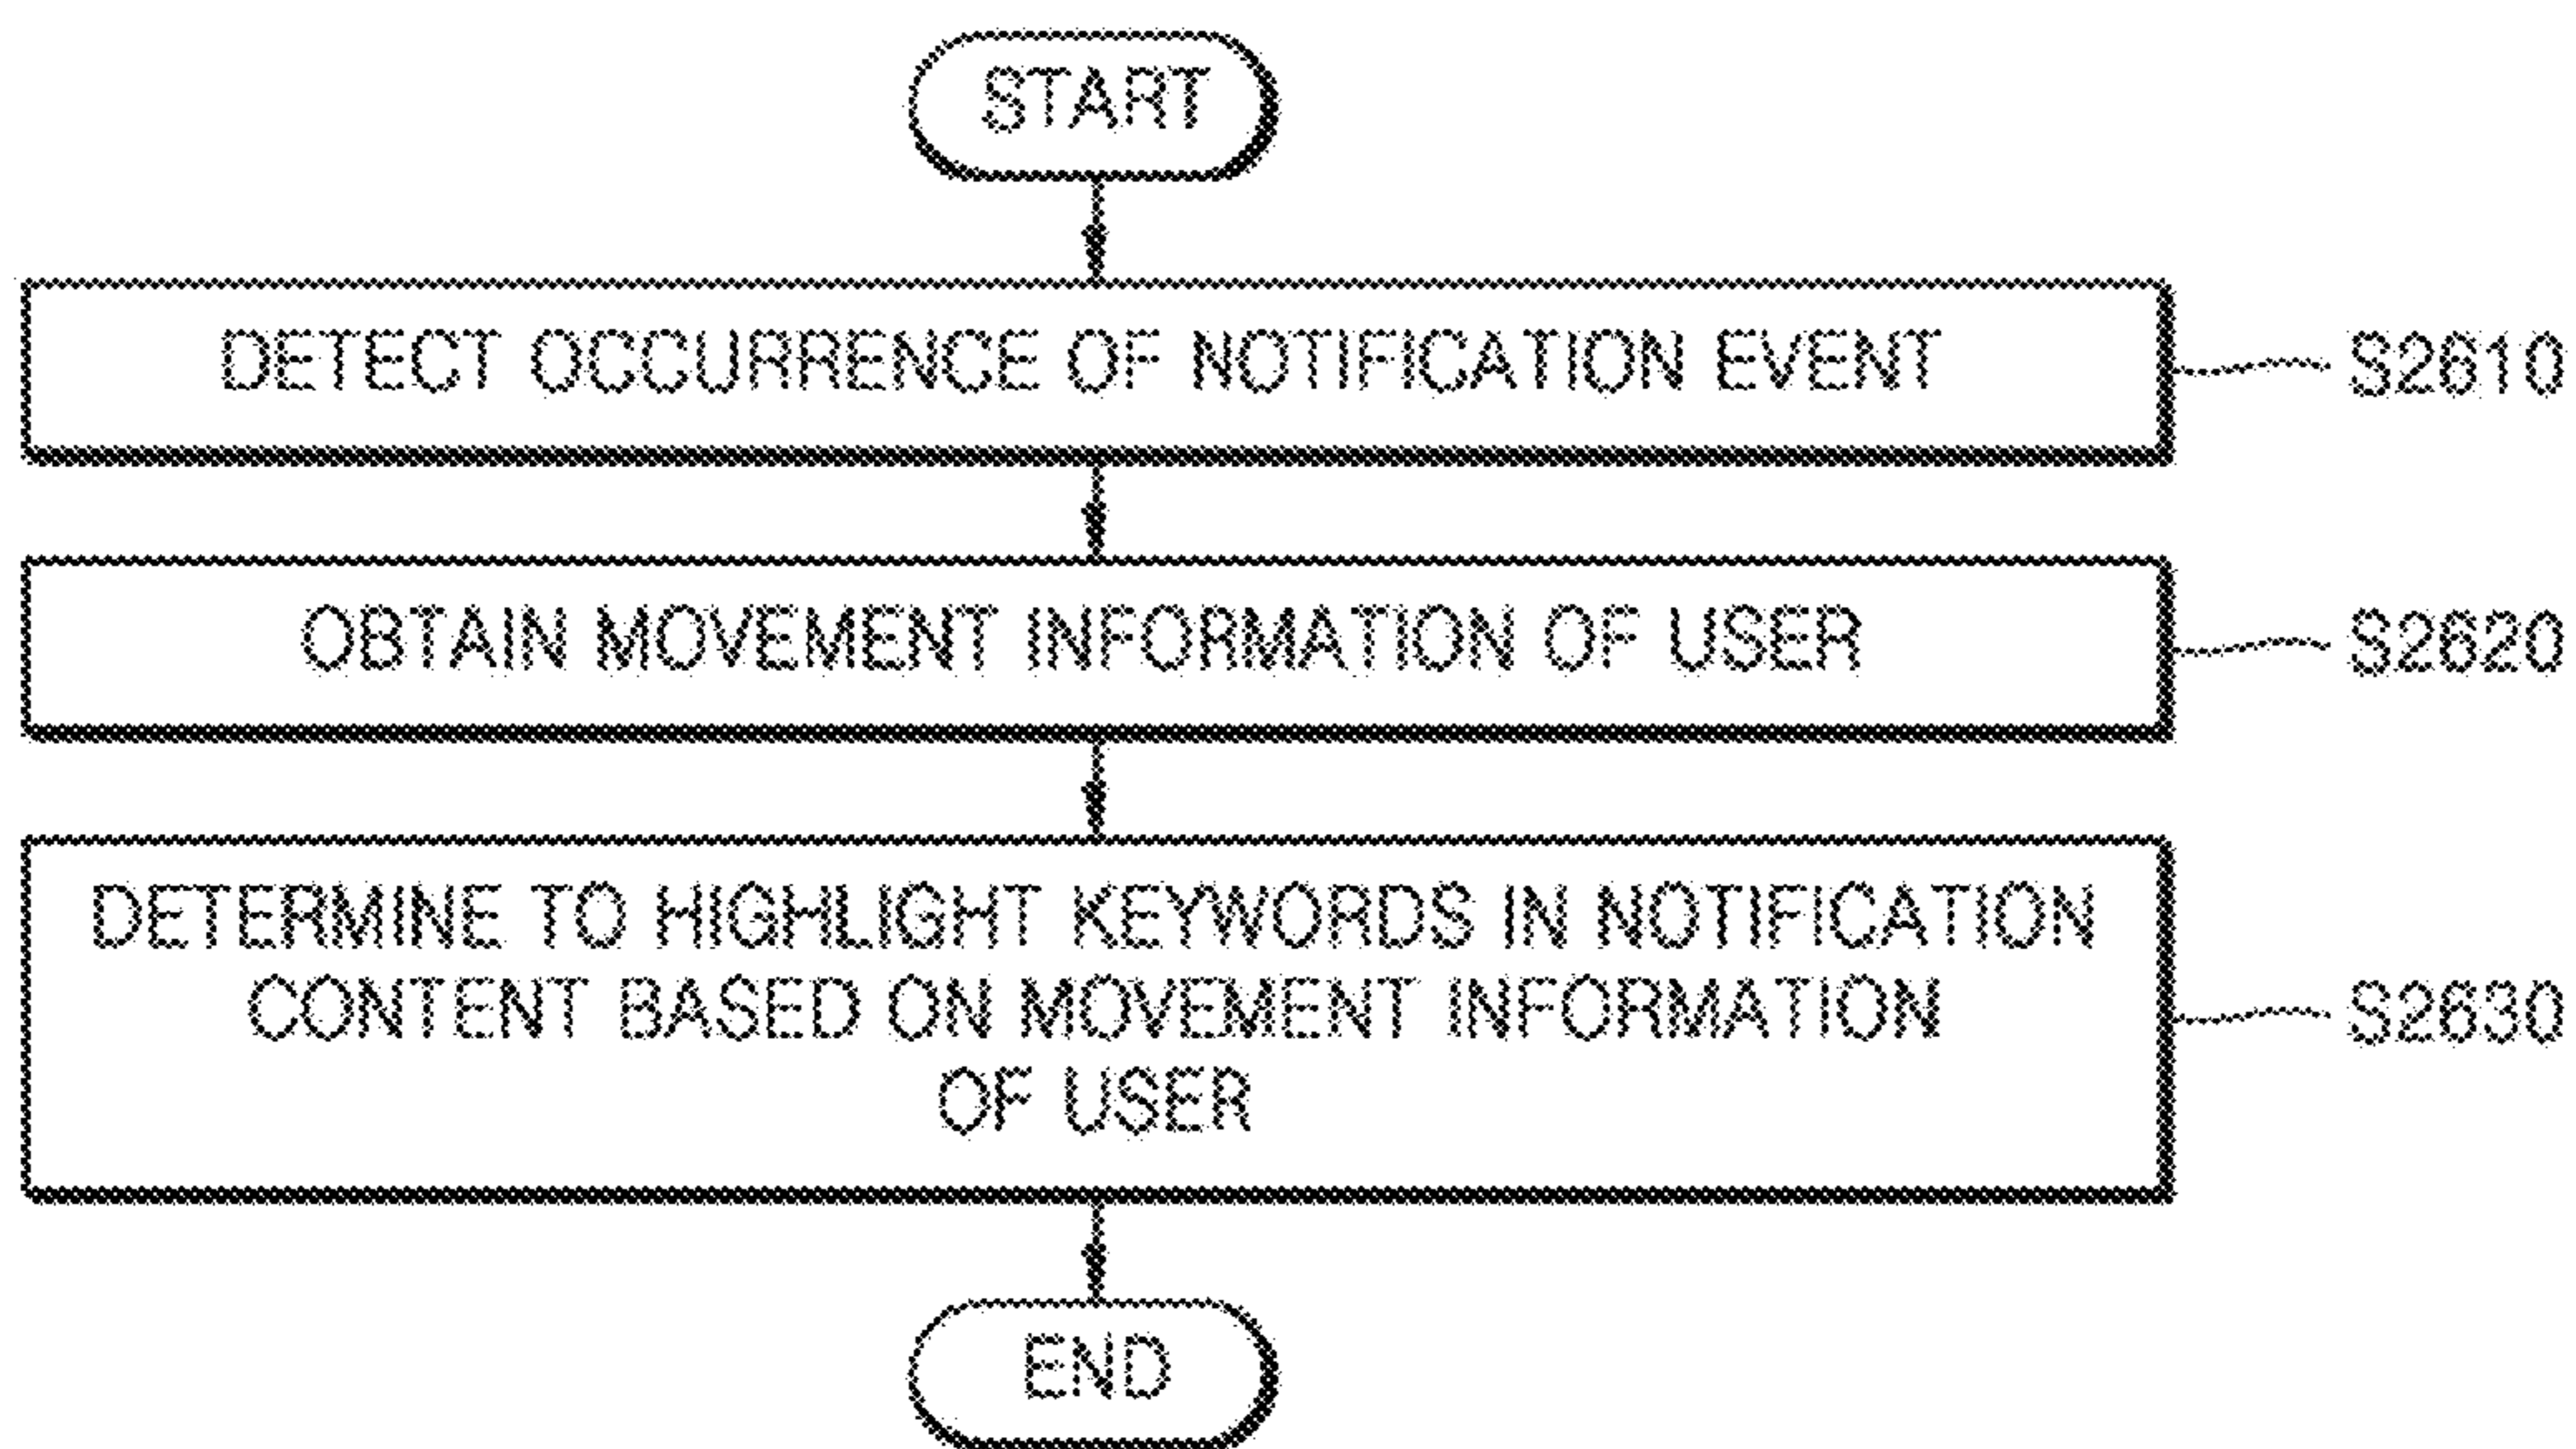 START
DETECT OCCURRENCE OF NOTIFICATION EVENT
S2610
OBTAIN MOVEMENT INFORMATION OF USER
S2620
DETERMINE TO HIGHLIGHT KEYWORDS IN NOTIFICATION
CONTENT BASED ON MOVEMENT INFORMATION
OF USER
S2630
END